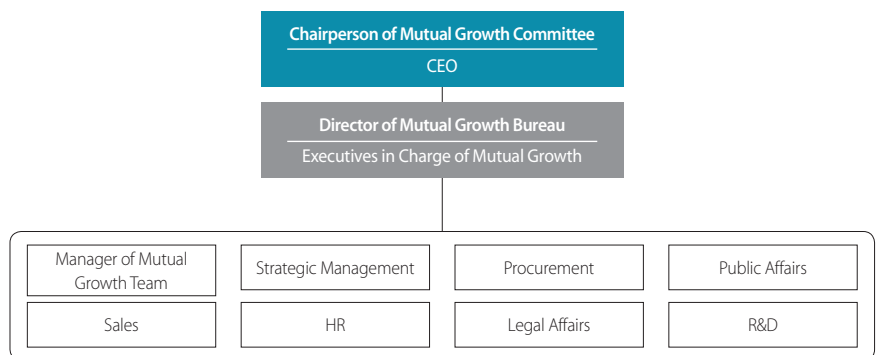 Chairperson of Mutual Growth Committee
CEO
Director of Mutual Growth Bureau
Executives in Charge of Mutual Growth
Manager of Mutual
Growth Team
Strategic Management
Procurement
Public Affairs
Sales
HR
Legal Affairs
R&D